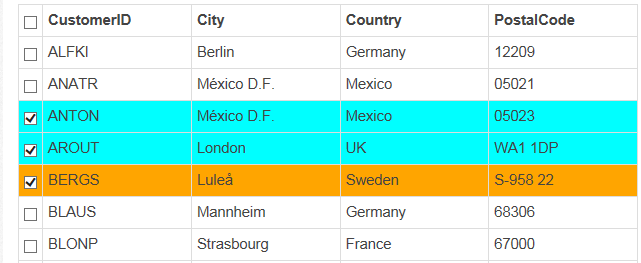 CustomerID City Country PostalCode
ALFKI Berlin Germany 12209
ANATR México D.F. Mexico 05021
ANTON México D.F. Mexico 05023
AROUT London UK WA1 1DP
BERGS Luleå Sweden S-958 22
BLAUS Mannheim Germany 68306
BLONP Strasbourg France 67000